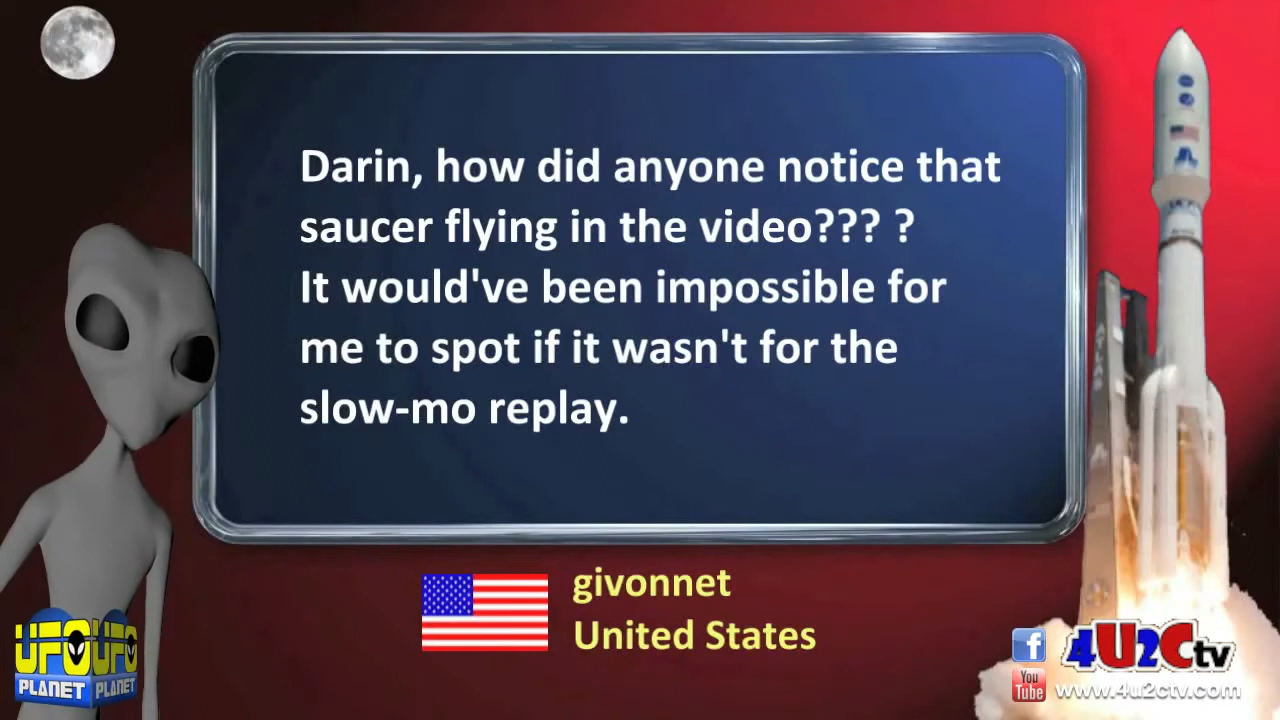 Darin, how did anyone notice that
saucer flying in the video??? ?
It would've been impossible for
me to spot if it wasn't for the
slow-mo replay.
givonnet
United States
UFO UFO
PLANET PLANET
ATLAS
f
4U2Ctv
You
Tube
www.4u2ctv.com